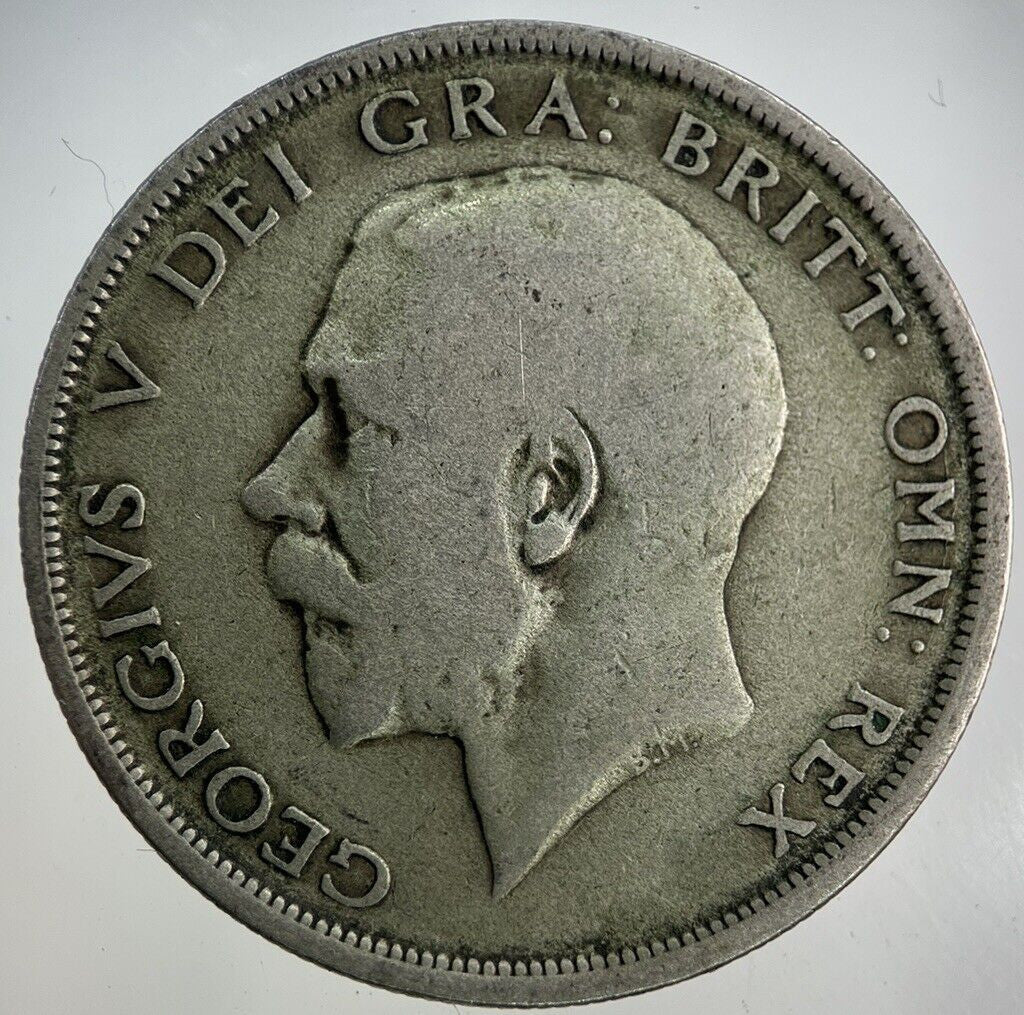 GEORGIVS V DEI GRA: BRITT: OMN: REX
B.M.